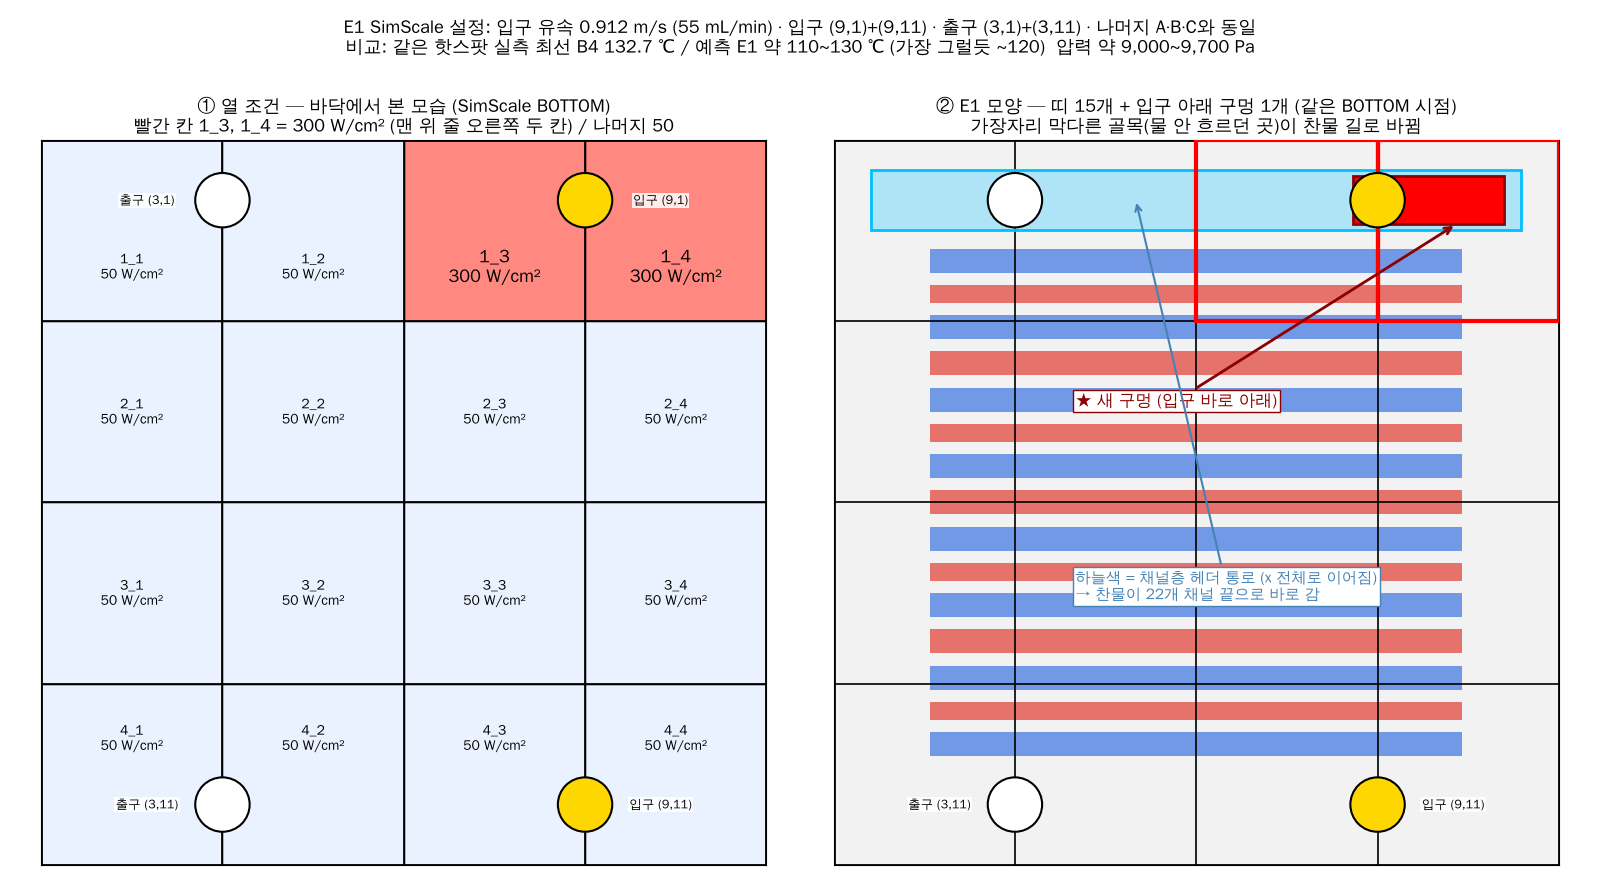 E1 SimScale 설정: 입구 유속 0.912 m/s (55 mL/min) · 입구 (9,1)+(9,11) · 출구 (3,1)+(3,11) · 나머지 A·B·C와 동일
비교: 같은 핫스팟 실측 최선 B4 132.7 ℃ / 예측 E1 약 110~130 ℃ (가장 그럴듯 ~120)  압력 약 9,000~9,700 Pa
① 열 조건 — 바닥에서 본 모습 (SimScale BOTTOM)
빨간 칸 1_3, 1_4 = 300 W/cm² (맨 위 줄 오른쪽 두 칸) / 나머지 50
출구 (3,1)
입구 (9,1)
1_1
50 W/cm²
1_2
50 W/cm²
1_3
300 W/cm²
1_4
300 W/cm²
2_1
50 W/cm²
2_2
50 W/cm²
2_3
50 W/cm²
2_4
50 W/cm²
3_1
50 W/cm²
3_2
50 W/cm²
3_3
50 W/cm²
3_4
50 W/cm²
4_1
50 W/cm²
4_2
50 W/cm²
4_3
50 W/cm²
4_4
50 W/cm²
출구 (3,11)
입구 (9,11)
② E1 모양 — 띠 15개 + 입구 아래 구멍 1개 (같은 BOTTOM 시점)
가장자리 막다른 골목(물 안 흐르던 곳)이 찬물 길로 바뀜
★ 새 구멍 (입구 바로 아래)
하늘색 = 채널층 헤더 통로 (x 전체로 이어짐)
→ 찬물이 22개 채널 끝으로 바로 감
출구 (3,11)
입구 (9,11)